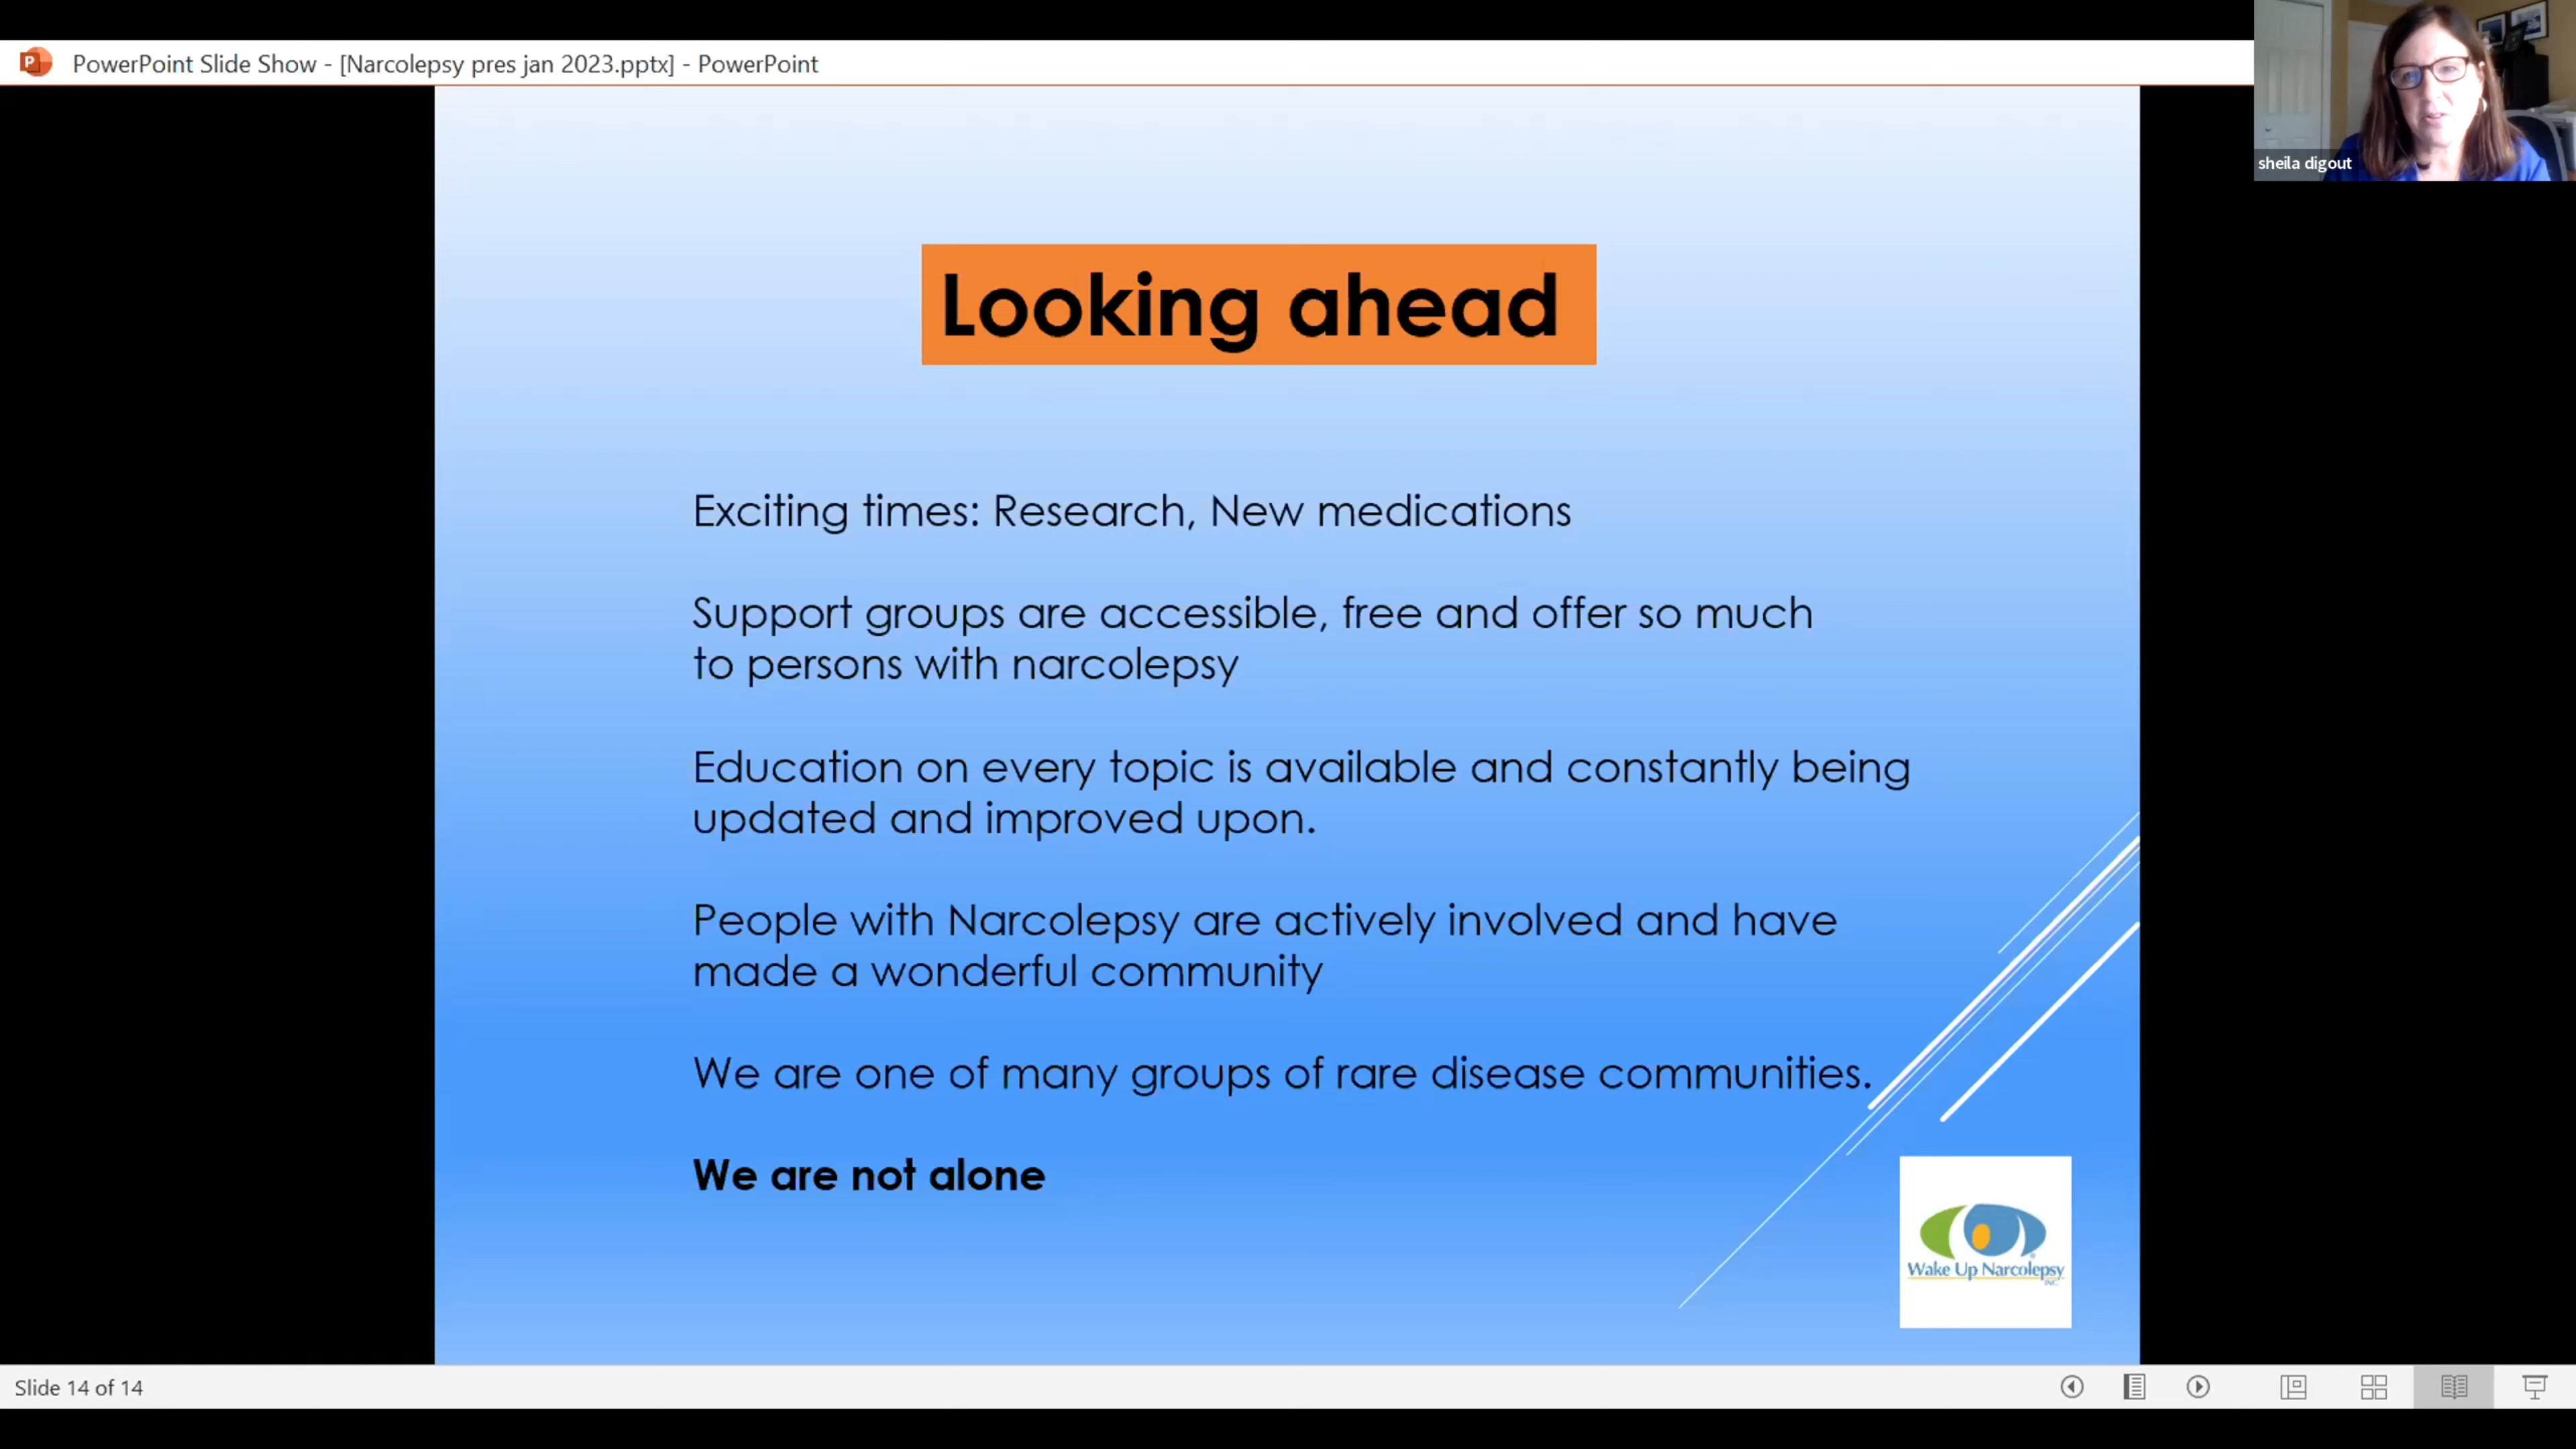 PowerPoint Slide Show - [Narcolepsy pres jan 2023.pptx] - PowerPoint
sheila digout
Looking ahead
Exciting times: Research, New medications
Support groups are accessible, free and offer so much
to persons with narcolepsy
Education on every topic is available and constantly being
updated and improved upon.
People with Narcolepsy are actively involved and have
made a wonderful community
We are one of many groups of rare disease communities.
We are not alone
Wake Up Narcolepsy
INC.
Slide 14 of 14